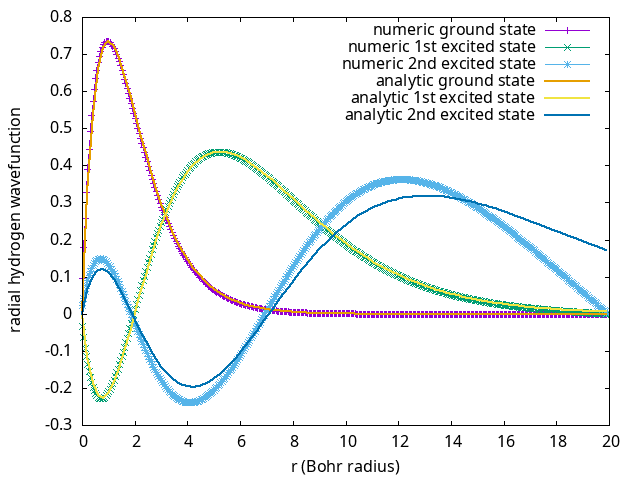 0.8
0.7
0.6
0.5
0.4
0.3
0.2
0.1
0
-0.1
-0.2
-0.3
radial hydrogen wavefunction
numeric ground state
numeric 1st excited state
numeric 2nd excited state
analytic ground state
analytic 1st excited state
analytic 2nd excited state
0 2 4 6 8 10 12 14 16 18 20
r (Bohr radius)